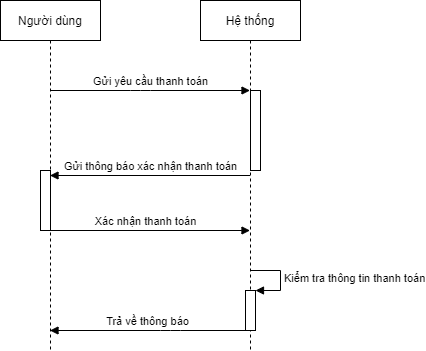 Người dùng
Hệ thống
Gửi yêu cầu thanh toán
Gửi thông báo xác nhận thanh toán
Xác nhận thanh toán
Kiểm tra thông tin thanh toán
Trả về thông báo